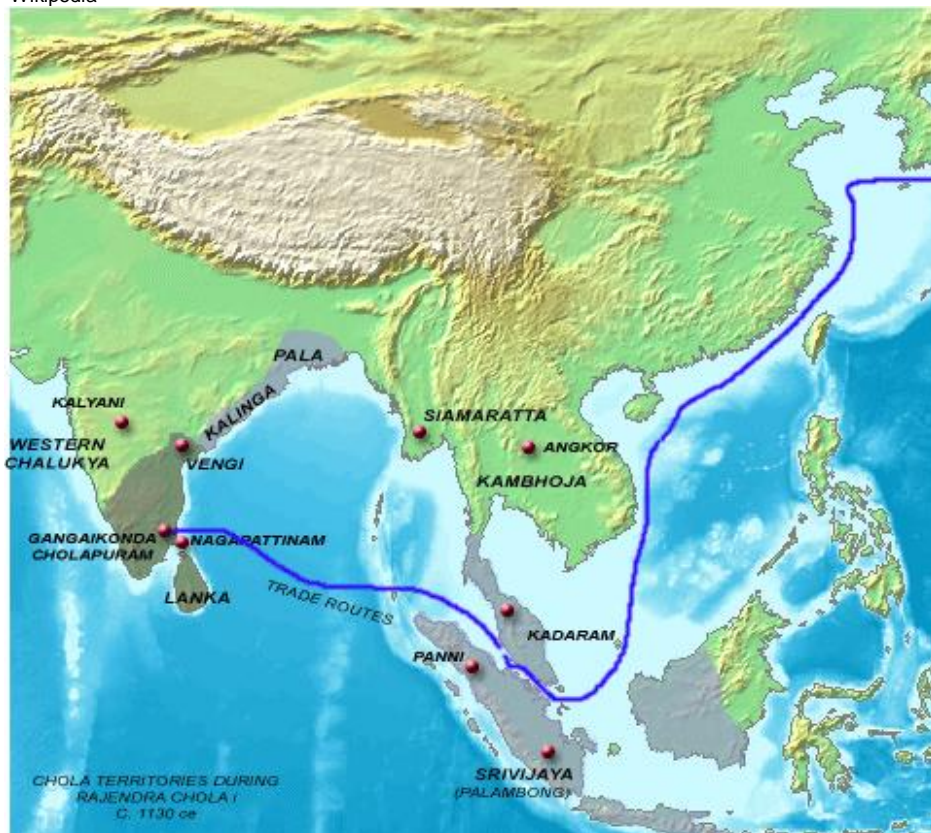 Wikipedia
PALA
KALINGA
KALYANI
WESTERN
CHALUKYA
VENGI
SIAMARATTA
ANGKOR
KAMBHOJA
GANGAIKONDA
CHOLAPURAM
NAGAPATTINAM
LANKA
TRADE ROUTES
KADARAM
PANNI
SRIVIJAYA
(PALAMBONG)
CHOLA TERRITORIES DURING
RAJENDRA CHOLA I
C. 1130 ce